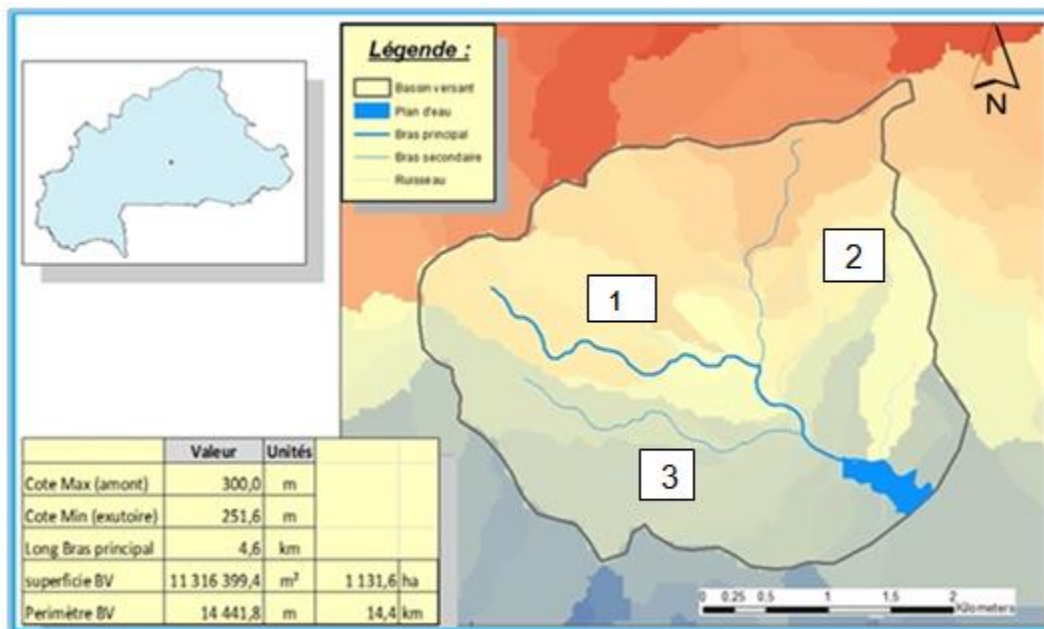 Légende :
Bassin versant
Plan d'eau
Bras principal
Bras secondaire
Ruisseau
N
1
2
3
Valeur Unités
Cote Max (amont) 300,0 m
Cote Min (exutoire) 251,6 m
Long Bras principal 4,6 km
superficie BV 11 316 399,4 m² 1 131,6 ha
Perimètre BV 14 441,8 m 14,4 km
0 0.25 0.5 1 1.5 2
Kilometers